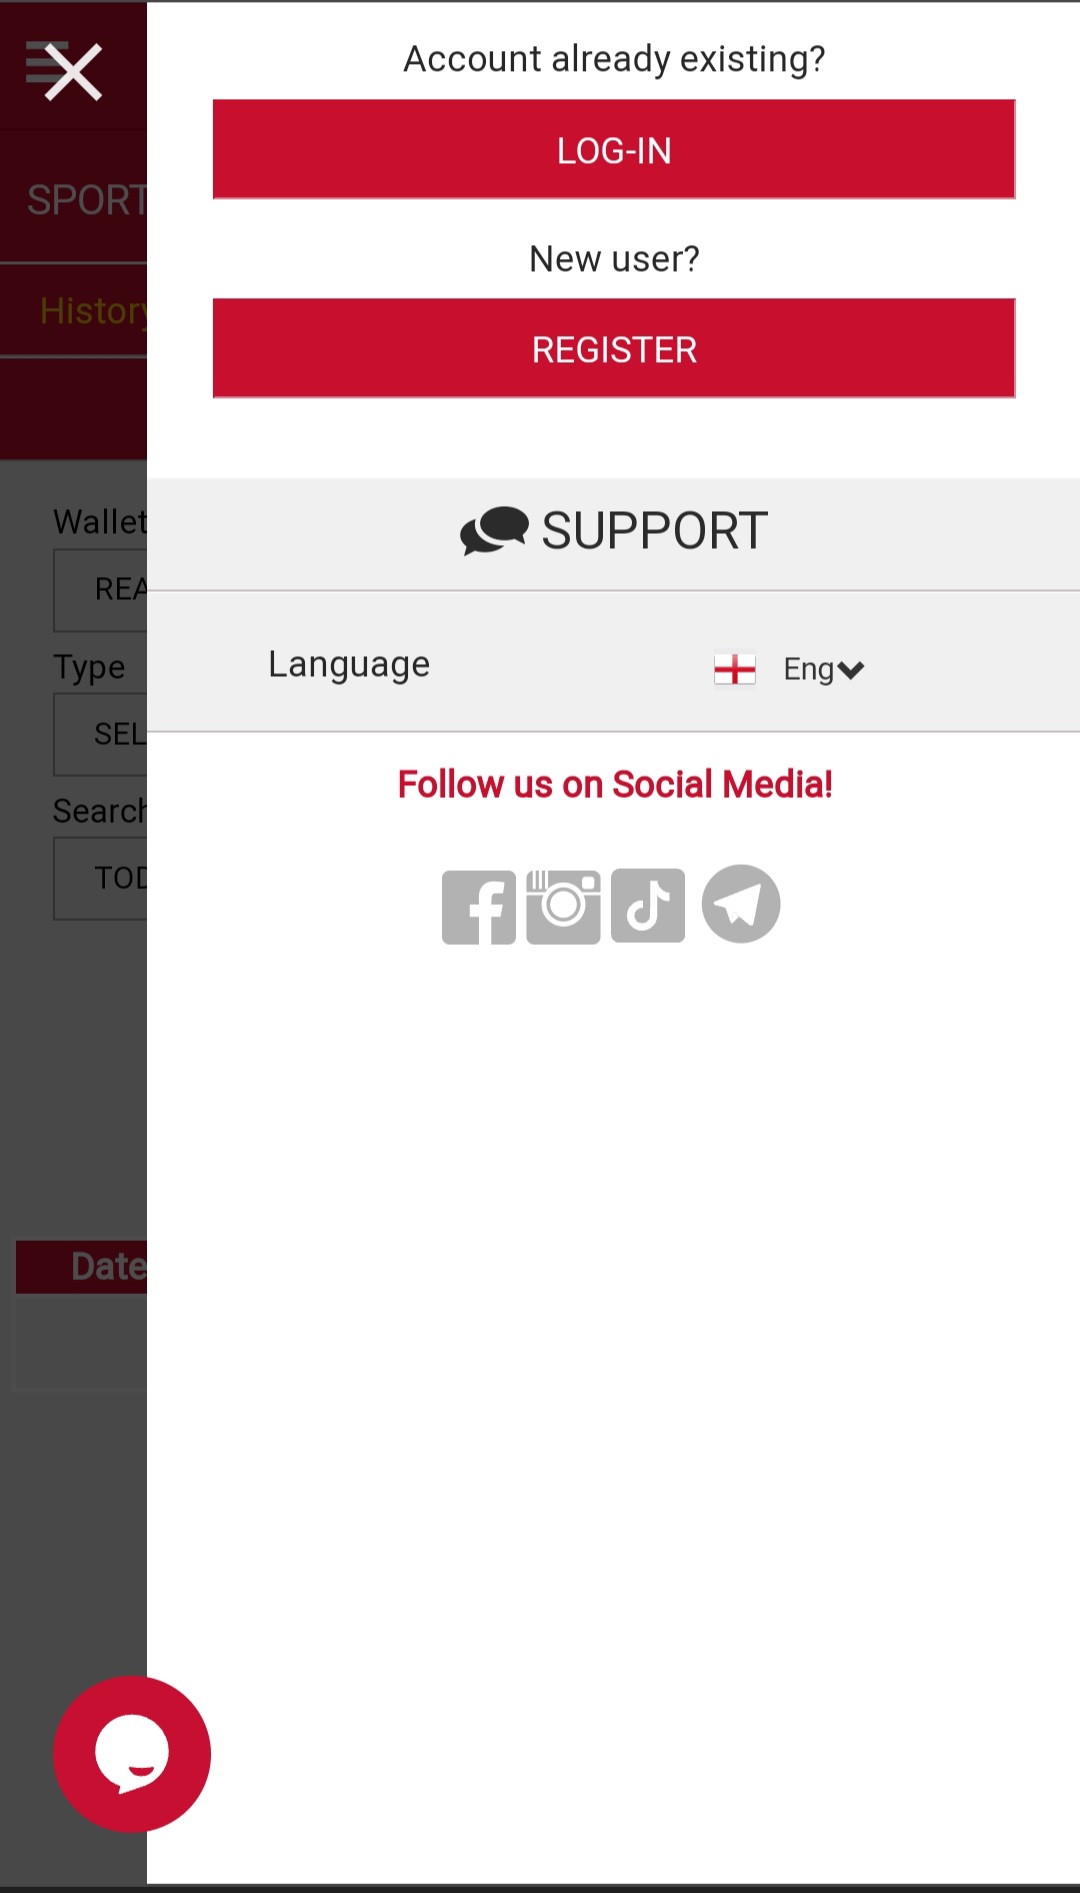 Account already existing?
LOG-IN
New user?
REGISTER
SUPPORT
Language
Eng
Follow us on Social Media!
SPORT
History
Wallet
REA
Type
SEL
Search
TOD
Date